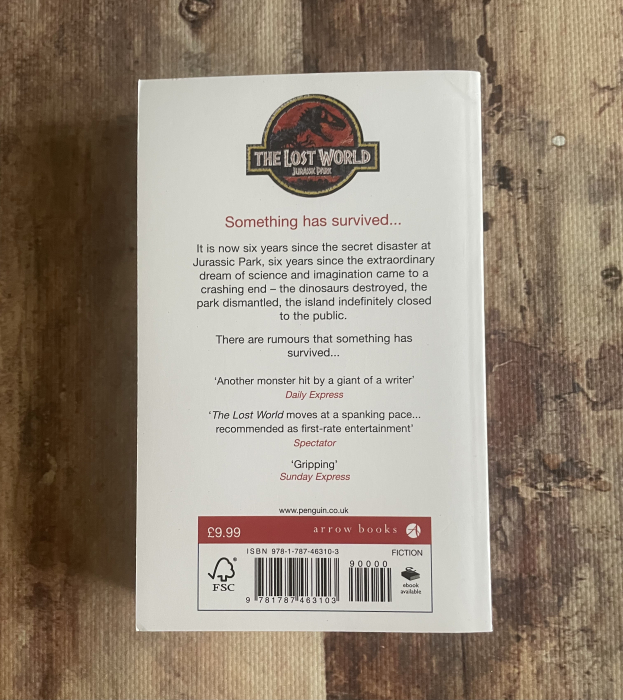 THE LOST WORLD
JURASSIC PARK
Something has survived...
It is now six years since the secret disaster at
Jurassic Park, six years since the extraordinary
dream of science and imagination came to a
crashing end – the dinosaurs destroyed, the
park dismantled, the island indefinitely closed
to the public.
There are rumours that something has
survived...
‘Another monster hit by a giant of a writer’
Daily Express
‘The Lost World moves at a spanking pace...
recommended as first-rate entertainment’
Spectator
‘Gripping’
Sunday Express
www.penguin.co.uk
£9.99
arrow books
ISBN 978-1-787-46310-3
FICTION
90000
FSC
ebook
available
9 781787 463103